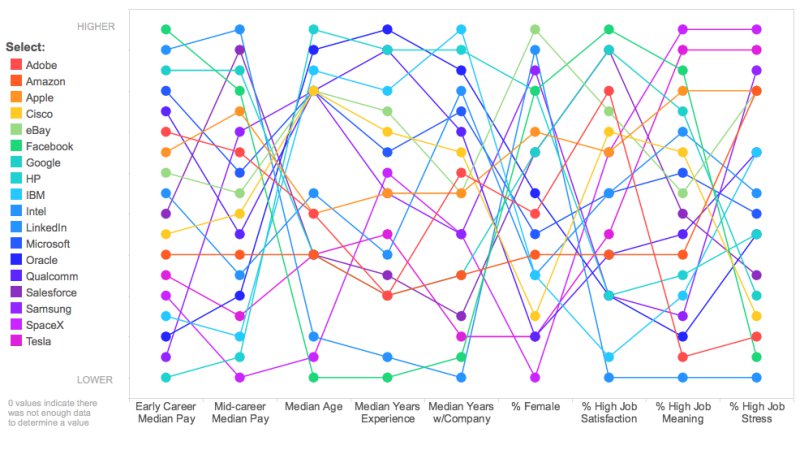 HIGHER
Select:
Adobe
Amazon
Apple
Cisco
eBay
Facebook
Google
HP
IBM
Intel
LinkedIn
Microsoft
Oracle
Qualcomm
Salesforce
Samsung
SpaceX
Tesla
LOWER
0 values indicate there
was not enough data
to determine a value
Early Career
Median Pay
Mid-career
Median Pay
Median Age
Median Years
Experience
Median Years
w/Company
% Female
% High Job
Satisfaction
% High Job
Meaning
% High Job
Stress